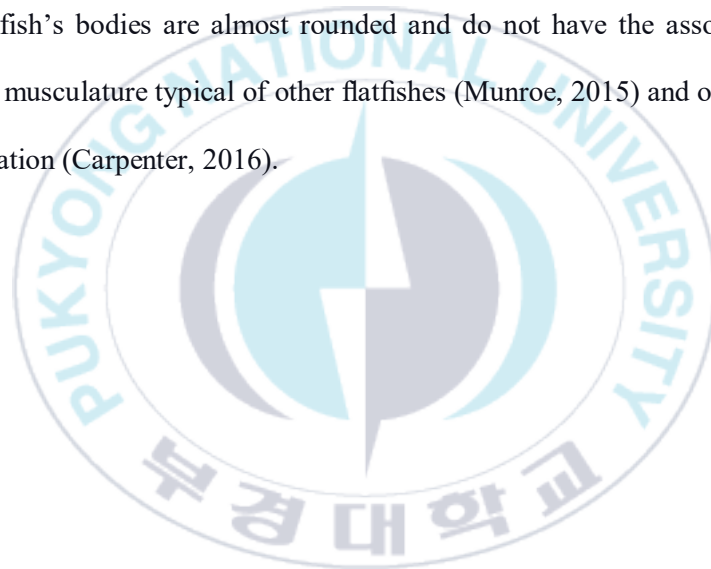 fish’s bodies are almost rounded and do not have the asso
musculature typical of other flatfishes (Munroe, 2015) and o
ation (Carpenter, 2016).
PUKYONG NATIONAL UNIVERSITY
부경대학교